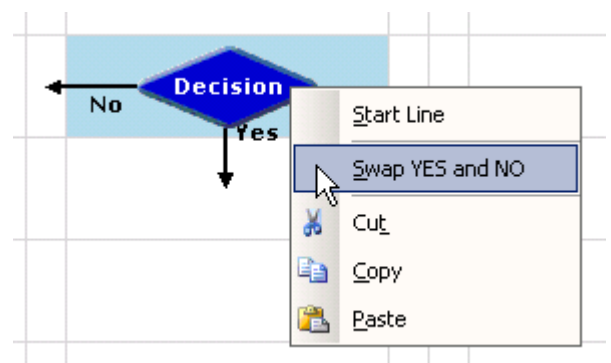 Decision
No
Yes
Start Line
Swap YES and NO
Cut
Copy
Paste